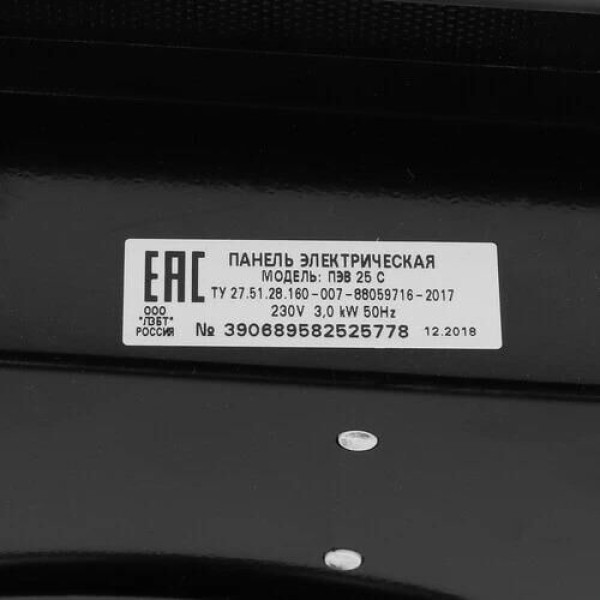 EAC
ООО
"ЛЗБТ"
РОССИЯ
ПАНЕЛЬ ЭЛЕКТРИЧЕСКАЯ
МОДЕЛЬ: ПЭВ 25 С
ТУ 27.51.28.160-007-88059716-2017
230V 3,0 kW 50Hz
№ 390689582525778 12.2018